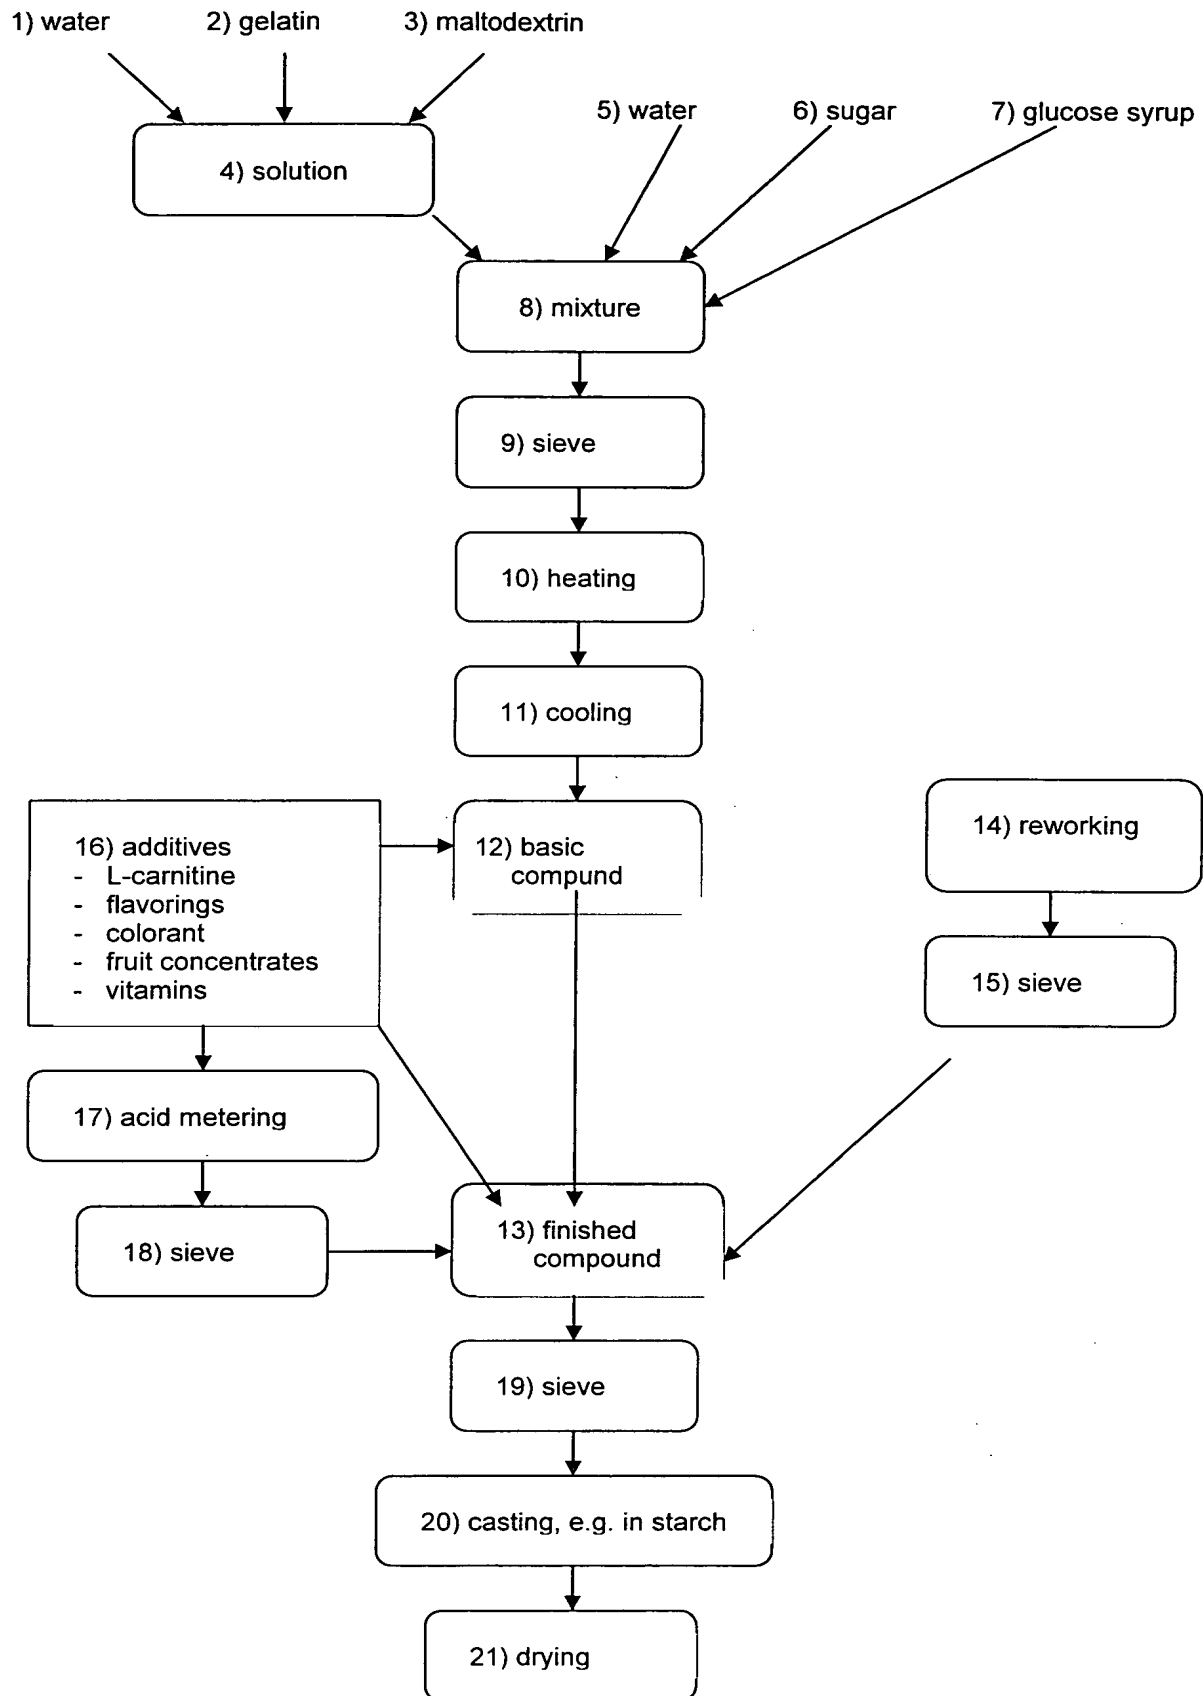 1) water
2) gelatin
3) maltodextrin
5) water
6) sugar
7) glucose syrup
4) solution
8) mixture
9) sieve
10) heating
11) cooling
16) additives
- L-carnitine
- flavorings
- colorant
- fruit concentrates
- vitamins
12) basic
compund
14) reworking
15) sieve
17) acid metering
18) sieve
13) finished
compound
19) sieve
20) casting, e.g. in starch
21) drying